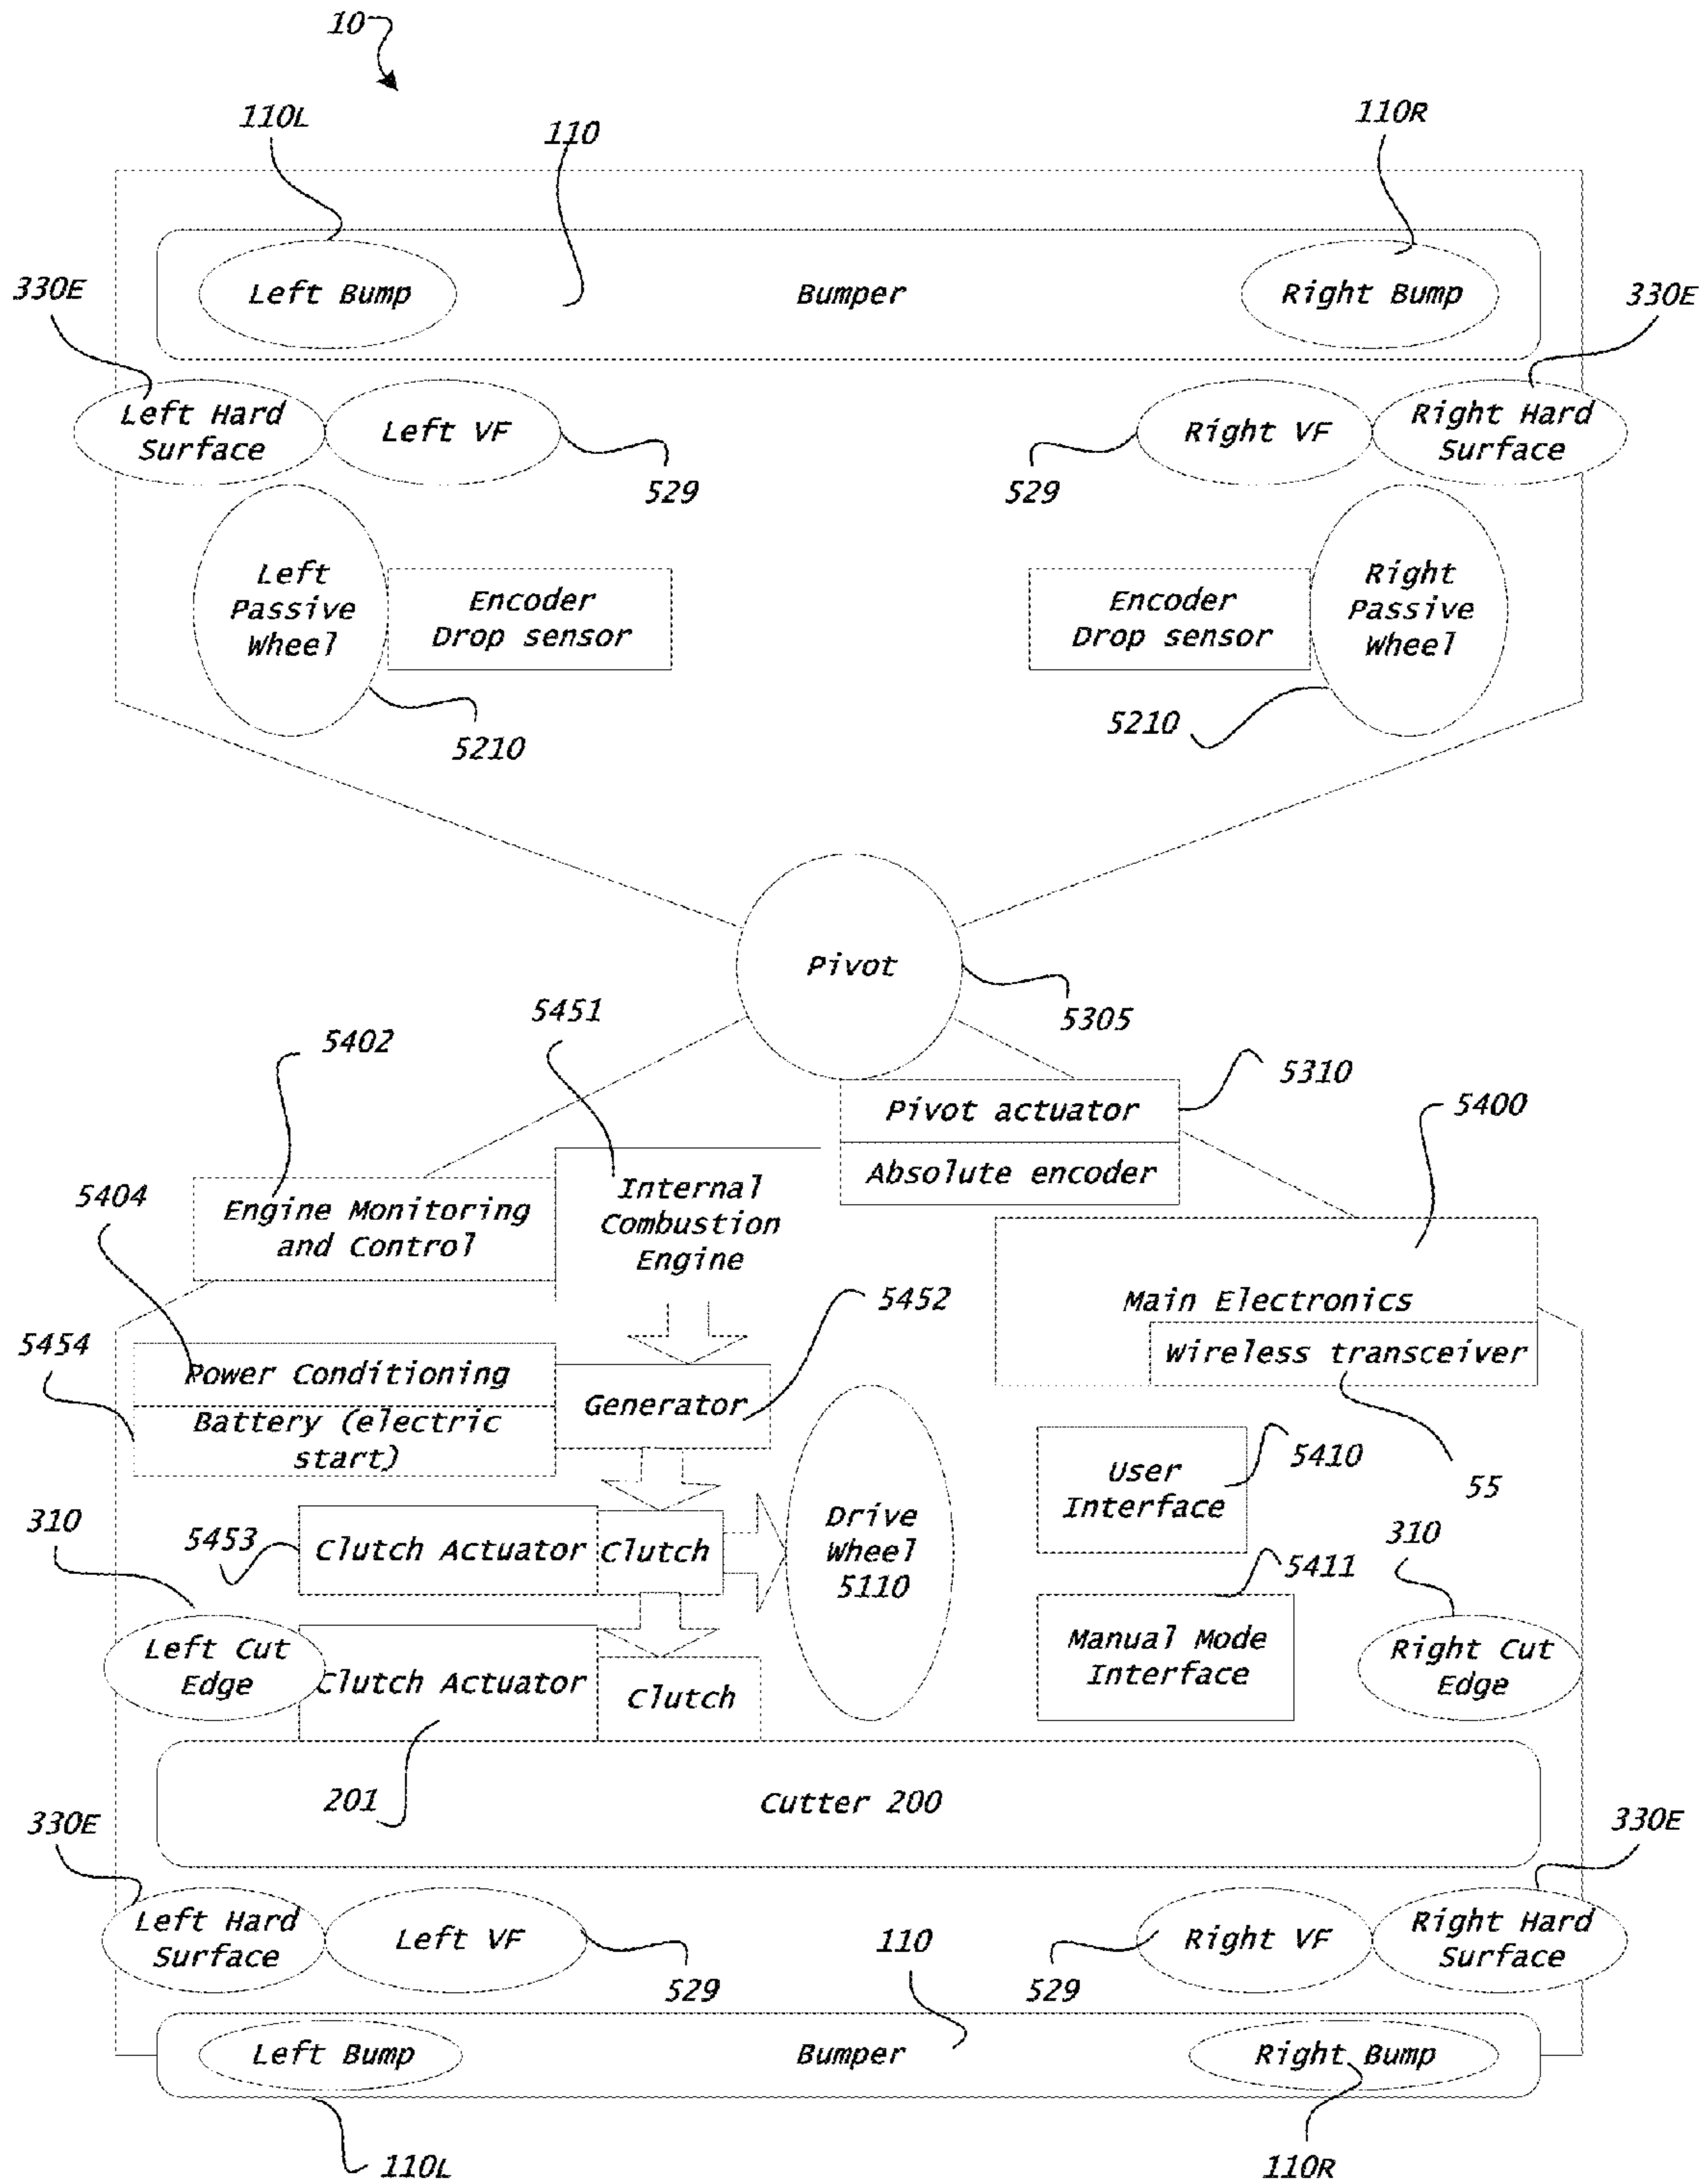 10
110L
110
110R
330E
Left Bump
Bumper
Right Bump
330E
Left Hard
Surface
Left VF
Right VF
Right Hard
Surface
529
529
Left
Passive
Wheel
Encoder
Drop sensor
Encoder
Drop sensor
Right
Passive
Wheel
5210
5210
Pivot
5305
5451
5402
5310
5400
Pivot actuator
Absolute encoder
5404
Engine Monitoring
and Control
Internal
Combustion
Engine
5452
Main Electronics
Wireless transceiver
5454
Power Conditioning
Battery (electric
start)
Generator
5410
55
User
Interface
310
5453
Clutch Actuator
Clutch
Drive
Wheel
5110
5411
310
Left Cut
Edge
Clutch Actuator
Clutch
Manual Mode
Interface
Right Cut
Edge
201
Cutter 200
330E
330E
Left Hard
Surface
Left VF
Right VF
Right Hard
Surface
529
110
529
Left Bump
Bumper
Right Bump
110L
110R